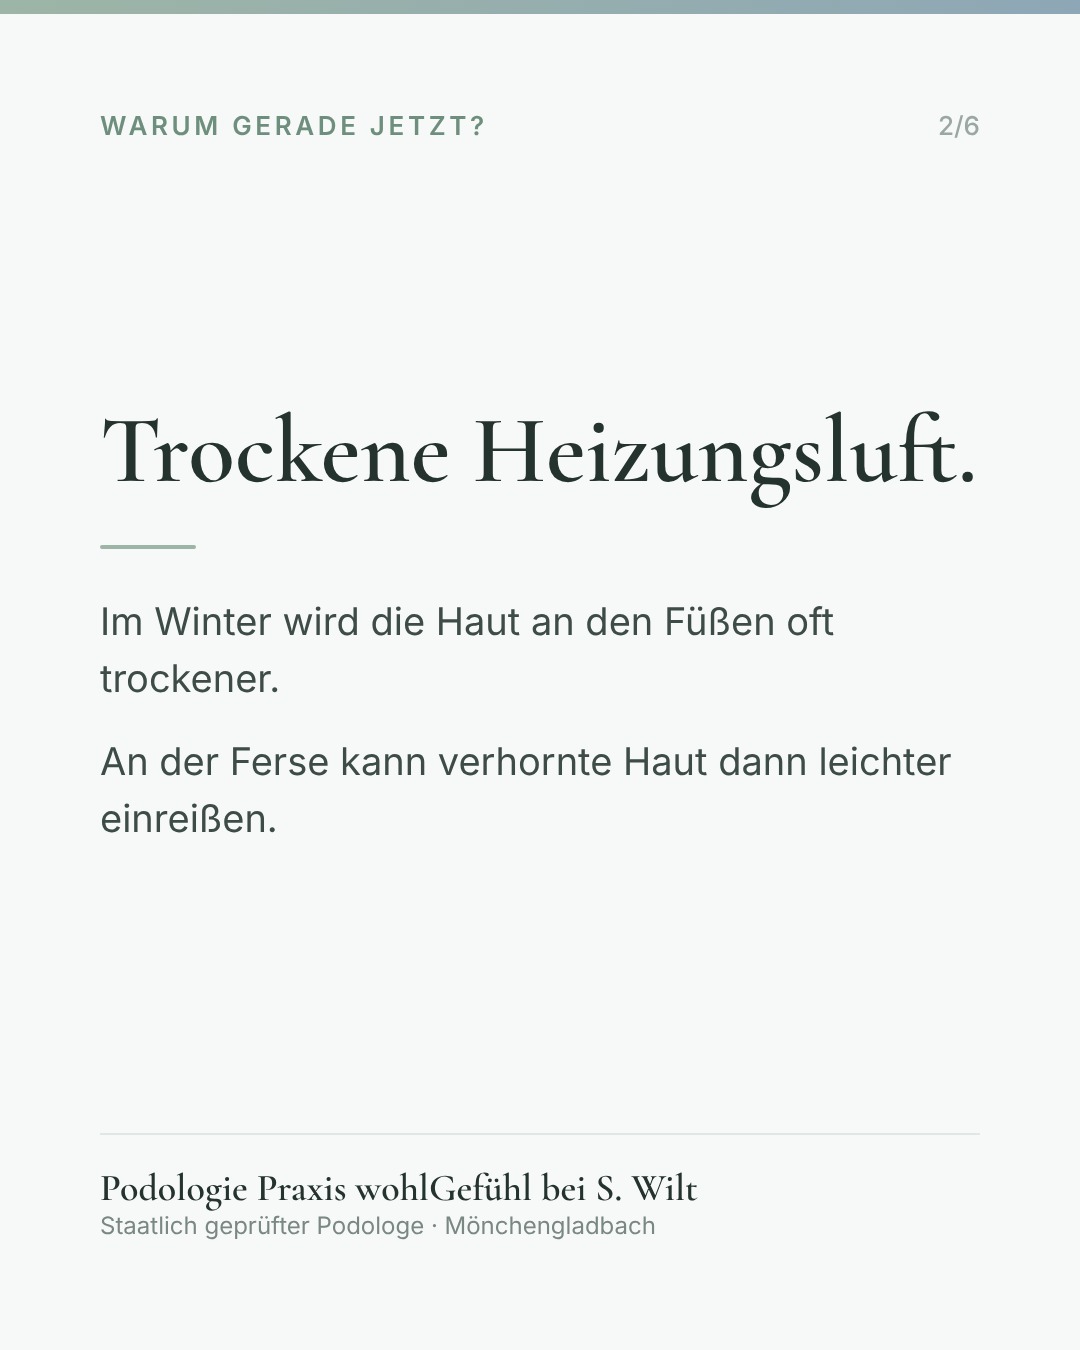 WARUM GERADE JETZT?
2/6
Trockene Heizungsluft.
Im Winter wird die Haut an den Füßen oft
trockener.
An der Ferse kann verhornte Haut dann leichter
einreißen.
Podologie Praxis wohlGefühl bei S. Wilt
Staatlich geprüfter Podologe · Mönchengladbach